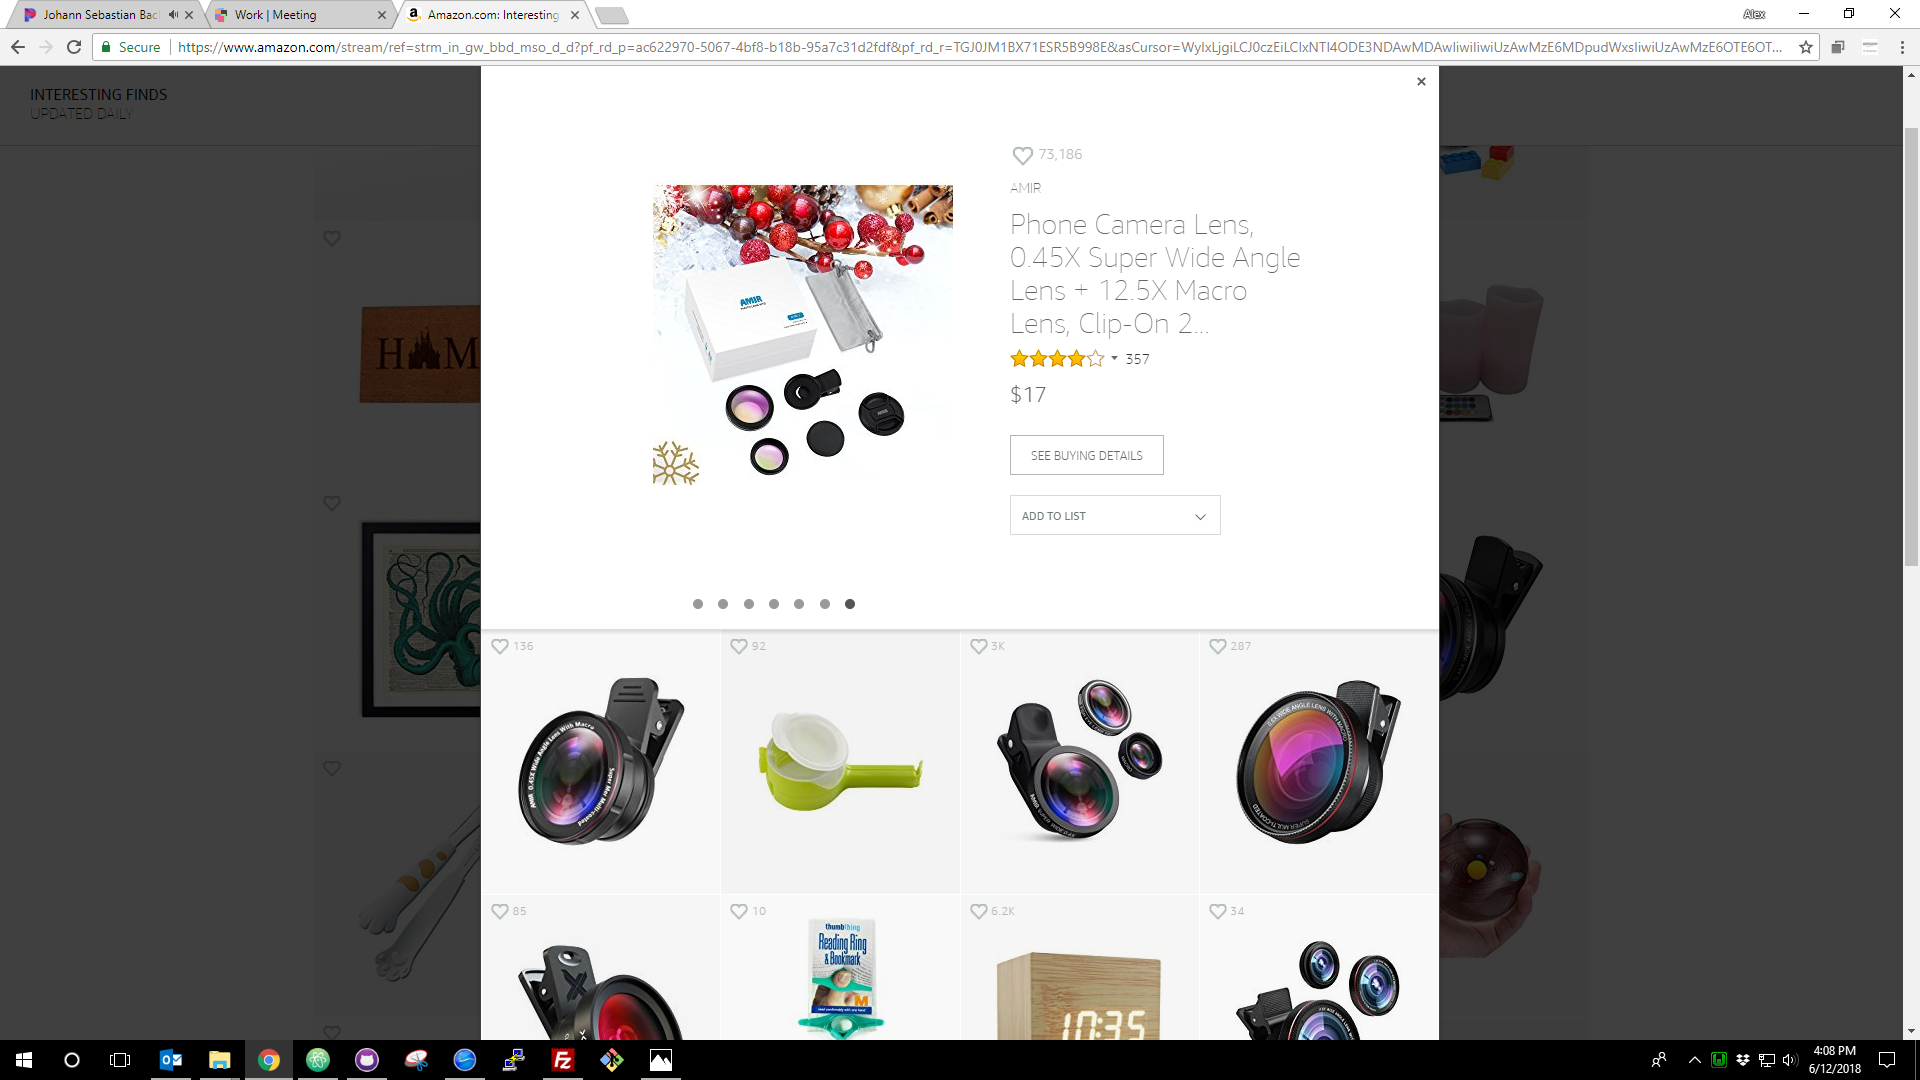 Johann Sebastian Bac
Work | Meeting
Amazon.com: Interesting
Alex
Secure
https://www.amazon.com/stream/ref=strm_in_gw_bbd_mso_d_d?pf_rd_p=ac622970-5067-4bf8-b18b-95a7c31d2fdf&pf_rd_r=TGJ0JM1BX71ESR5B998E&asCursor=WyIxLjgiLCJ0czEiLCIxNTI4ODE3NDAwMDAwIiwiIiwiUzAwMzE6MDpudWxsIiwiUzAwMzE6OTE6OT...
INTERESTING FINDS
UPDATED DAILY
73,186
AMIR
Phone Camera Lens,
0.45X Super Wide Angle
Lens + 12.5X Macro
Lens, Clip-On 2...
357
$17
SEE BUYING DETAILS
ADD TO LIST
AMIR
136
92
3K
287
85
10
6.2K
34
thumbthing
Reading Ring
& Bookmark
M
10:35
4:08 PM
6/12/2018